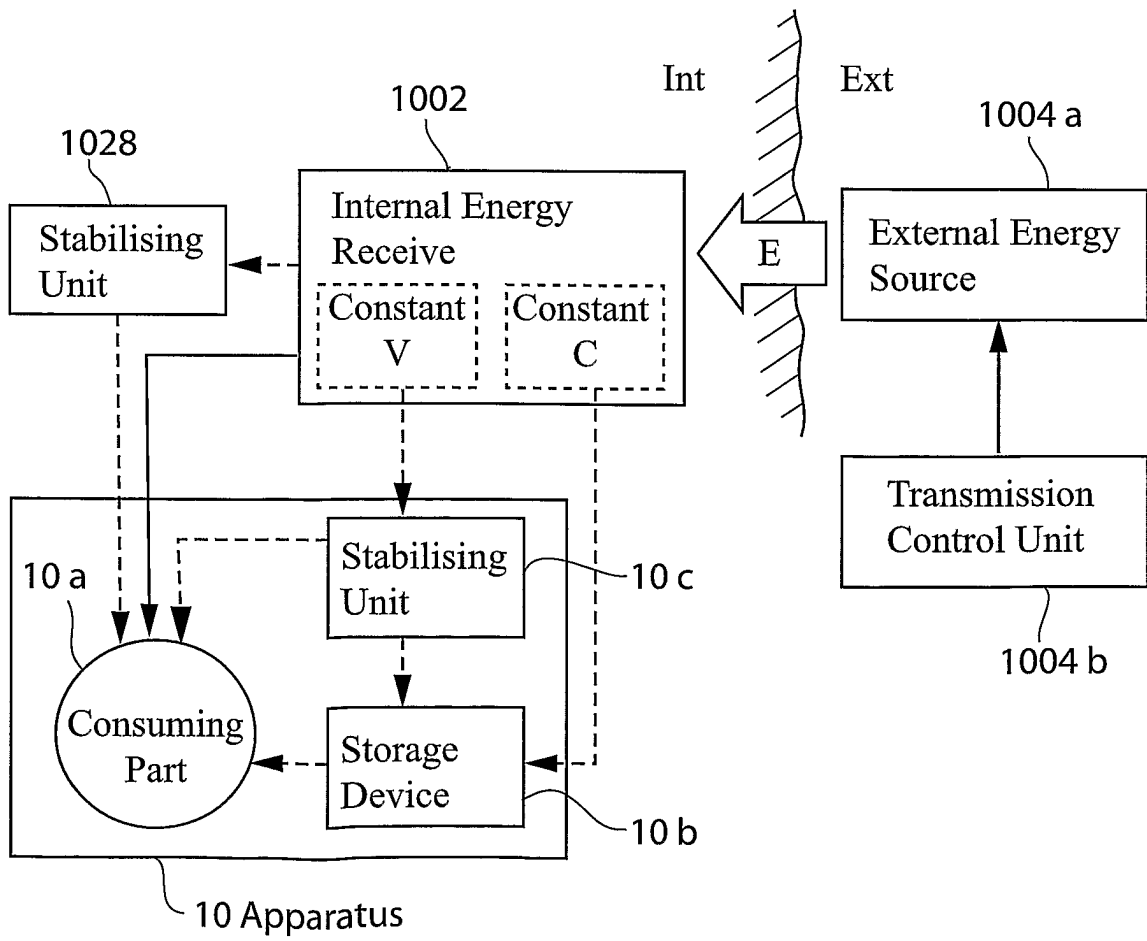 Int
Ext
1002
1004 a
1028
Internal Energy
Receive
Stabilising
Unit
External Energy
Source
E
Constant
V
Constant
C
Transmission
Control Unit
Stabilising
Unit
10 a
10 c
1004 b
Consuming
Part
Storage
Device
10 b
10 Apparatus